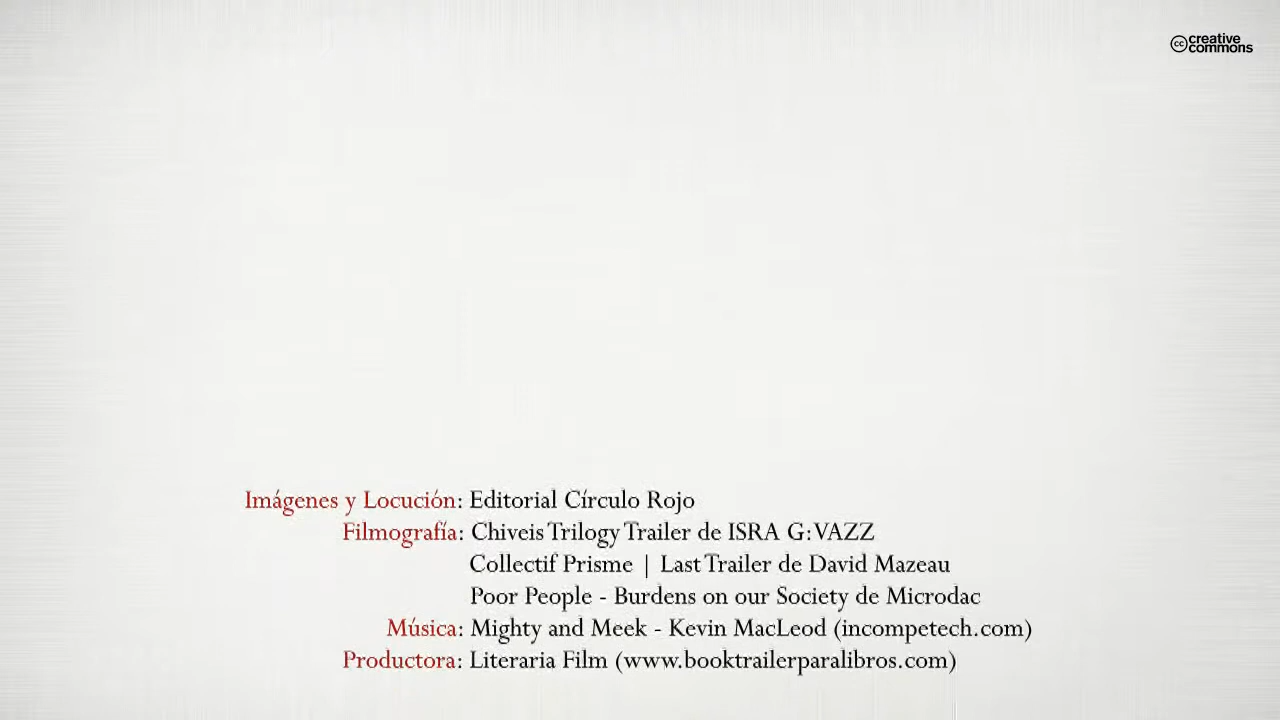 cc creative
commons
Imágenes y Locución: Editorial Círculo Rojo
Filmografía: Chiveis Trilogy Trailer de ISRA G:VAZZ
Collectif Prisme | Last Trailer de David Mazeau
Poor People - Burdens on our Society de Microdac
Música: Mighty and Meek - Kevin MacLeod (incompetech.com)
Productora: Literaria Film (www.booktrailerparalibros.com)